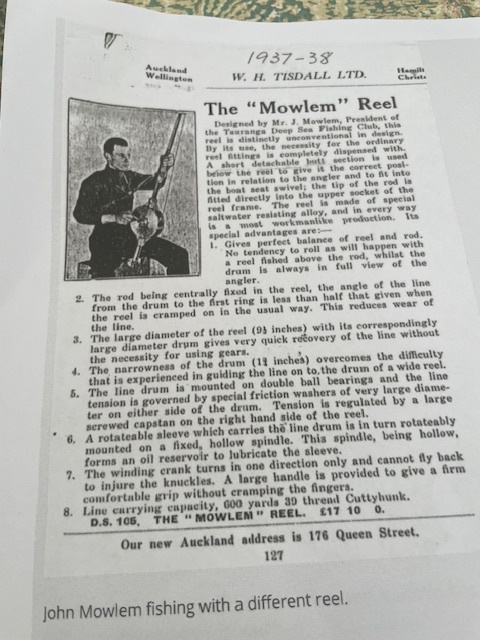 1937-38
Auckland
Wellington
W. H. TISDALL LTD.
The "Mowlem" Reel
Designed by Mr. J. Mowlem, President of
the Tauranga Deep Sea Fishing Club, this
reel is distinctly unconventional in design.
By its use, the necessity for the ordinary
reel fittings is completely dispensed with.
A short detachable butt section is used
below the reel to give it the correct posi-
tion in relation to the angler and to fit into
the boat seat swivel; the tip of the rod is
fitted directly into the upper socket of the
reel frame. The reel is made of special
saltwater resisting alloy, and in every way
is a most workmanlike production. Its
special advantages are:—
1. Gives perfect balance of reel and rod.
No tendency to roll as will happen with
a reel fished above the rod, whilst the
drum is always in full view of the
angler.
2. The rod being centrally fixed in the reel, the angle of the line
from the drum to the first ring is less than half that given when
the reel is cramped on in the usual way. This reduces wear of
the line.
3. The large diameter of the reel (9½ inches) with its correspondingly
large diameter drum gives very quick recovery of the line without
the necessity for using gears.
4. The narrowness of the drum inches) overcomes the difficulty
that is experienced in guiding the line on to the drum of a wide reel.
5. The line drum is mounted on double ball bearings and the line
tension is governed by special friction washers of very large diame-
ter on either side of the drum. Tension is regulated by a large
screwed capstan on the right hand side of the reel.
6. A rotateable sleeve which carries the line drum is in turn rotateably
mounted on a fixed, hollow spindle. This spindle, being hollow,
forms an oil reservoir to lubricate the sleeve.
7. The winding crank turns in one direction only and cannot fly back
to injure the knuckles. A large handle is provided to give a firm
comfortable grip without cramping the fingers.
8. Line carrying capacity, 600 yards 39 thread Cuttyhunk.
D.S. 105. THE "MOWLEM" REEL. £17 10 0.
Our new Auckland address is 176 Queen Street.
127
John Mowlem fishing with a different reel.